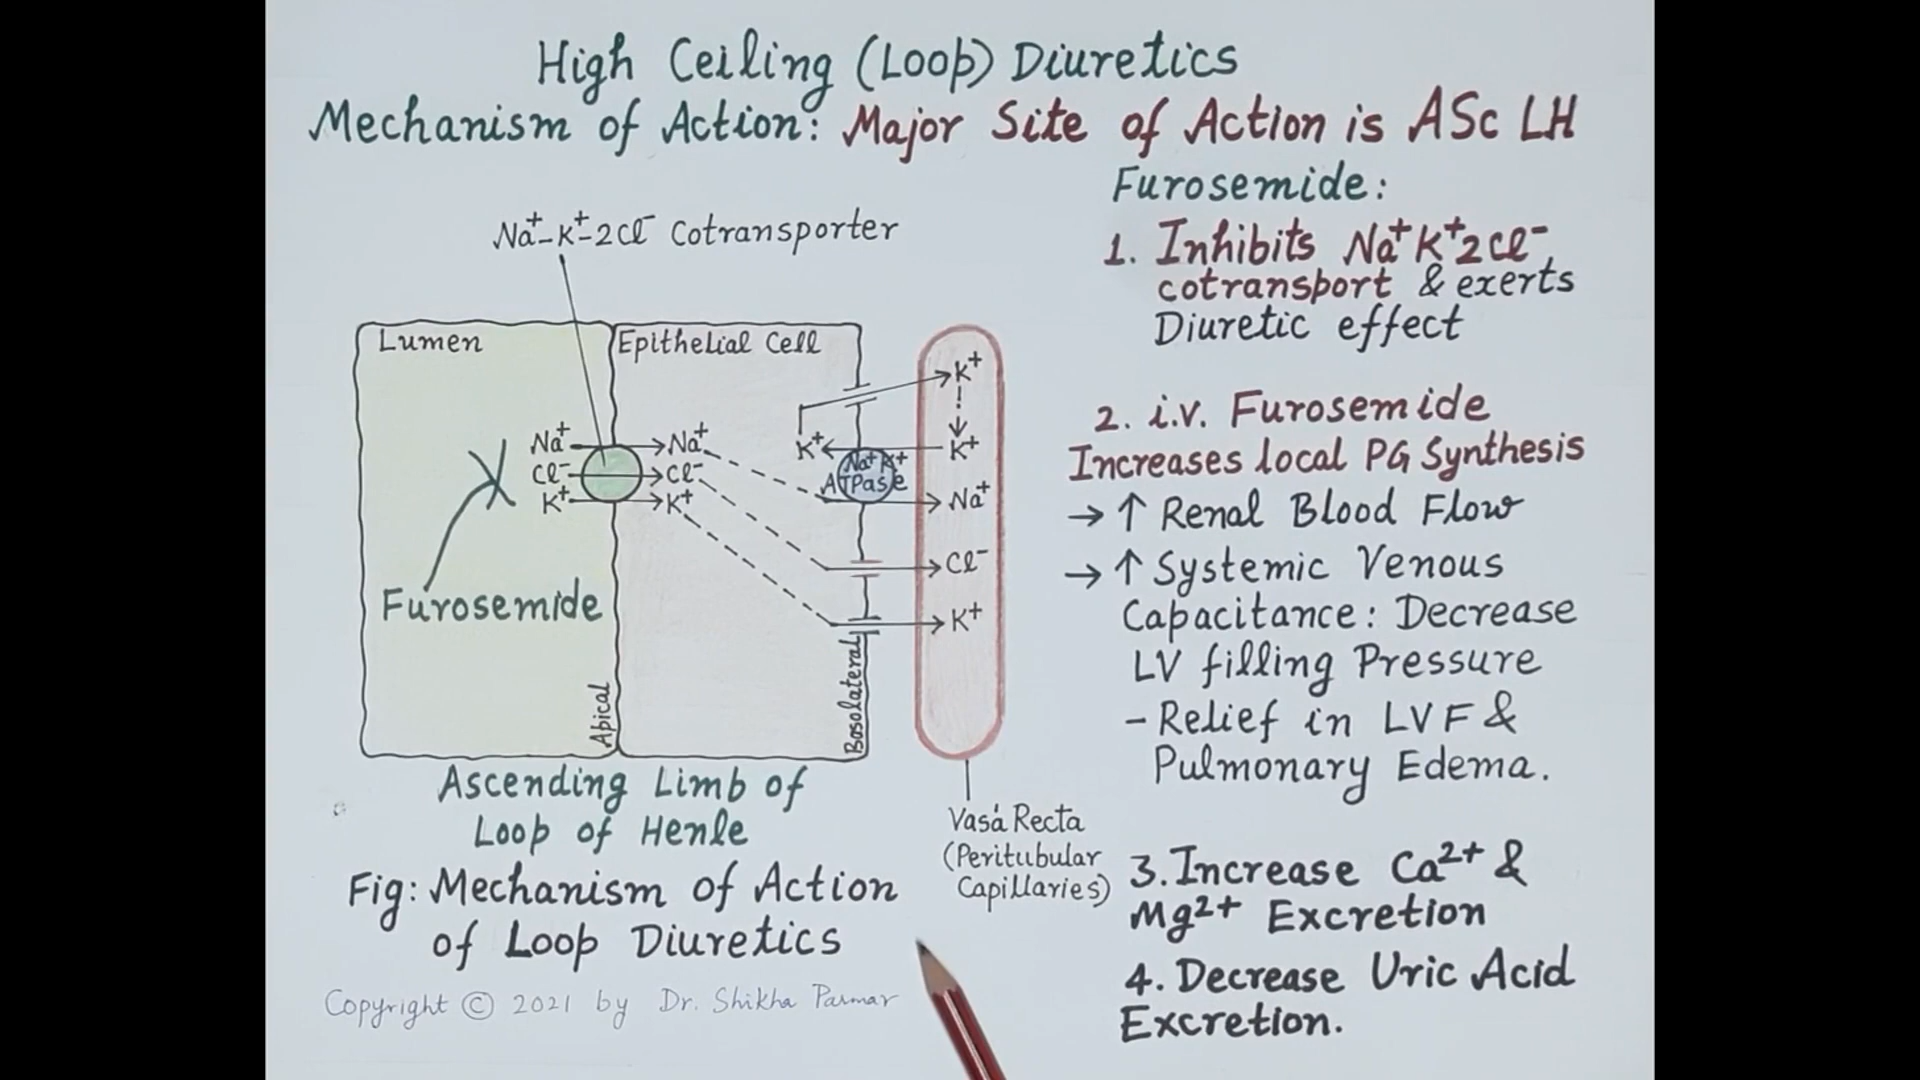 High Ceiling (Loop) Diuretics
Mechanism of Action: Major Site of Action is ASc LH
Na⁺-K⁺-2Cl⁻ Cotransporter
Lumen
Epithelial Cell
Na⁺ Na⁺
Cl⁻ Cl⁻
K⁺ K⁺
Furosemide
Apical
Basolateral
K⁺
K⁺ K⁺
Na⁺ K⁺
ATPase
Na⁺
Cl⁻
K⁺
Ascending Limb of
Loop of Henle
Vasa Recta
(Peritubular
Capillaries)
Fig: Mechanism of Action
of Loop Diuretics
Copyright © 2021 by Dr. Shikha Parmar
Furosemide:
1. Inhibits Na⁺K⁺2Cl⁻
cotransport & exerts
Diuretic effect
2. i.v. Furosemide
Increases local PG Synthesis
→ ↑ Renal Blood Flow
→ ↑ Systemic Venous
Capacitance: Decrease
LV filling Pressure
- Relief in LVF &
Pulmonary Edema.
3. Increase Ca²⁺ &
Mg²⁺ Excretion
4. Decrease Uric Acid
Excretion.